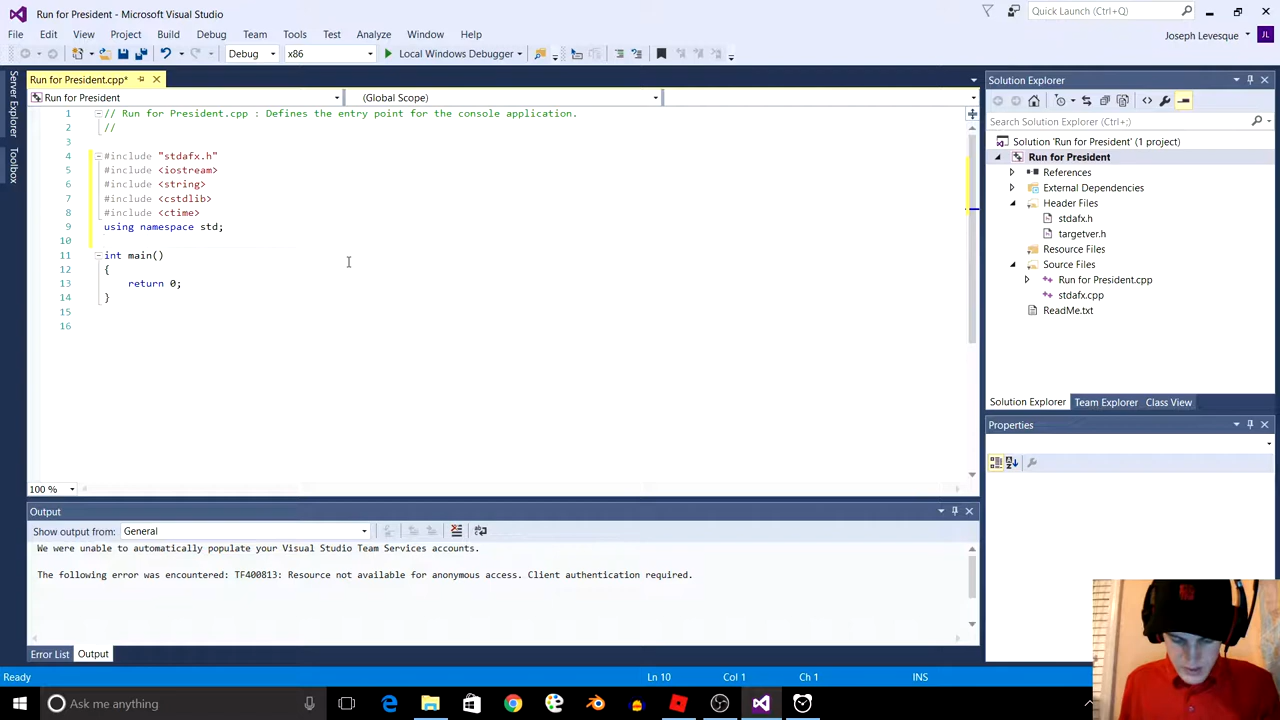 Run for President - Microsoft Visual Studio
Quick Launch (Ctrl+Q)
File Edit View Project Build Debug Team Tools Test Analyze Window Help
Joseph Levesque JL
Debug x86 Local Windows Debugger
Server Explorer
Toolbox
Run for President.cpp*
Run for President (Global Scope)
1 // Run for President.cpp : Defines the entry point for the console application.
2 //
3
4 #include "stdafx.h"
5 #include <iostream>
6 #include <string>
7 #include <cstdlib>
8 #include <ctime>
9 using namespace std;
10
11 int main()
12 {
13 return 0;
14 }
15
16
100 %
Solution Explorer
Search Solution Explorer (Ctrl+;)
Solution 'Run for President' (1 project)
Run for President
References
External Dependencies
Header Files
stdafx.h
targetver.h
Resource Files
Source Files
Run for President.cpp
stdafx.cpp
ReadMe.txt
Solution Explorer Team Explorer Class View
Properties
Output
Show output from: General
We were unable to automatically populate your Visual Studio Team Services accounts.
The following error was encountered: TF400813: Resource not available for anonymous access. Client authentication required.
Error List Output
Ready Ln 10 Col 1 Ch 1 INS
Ask me anything